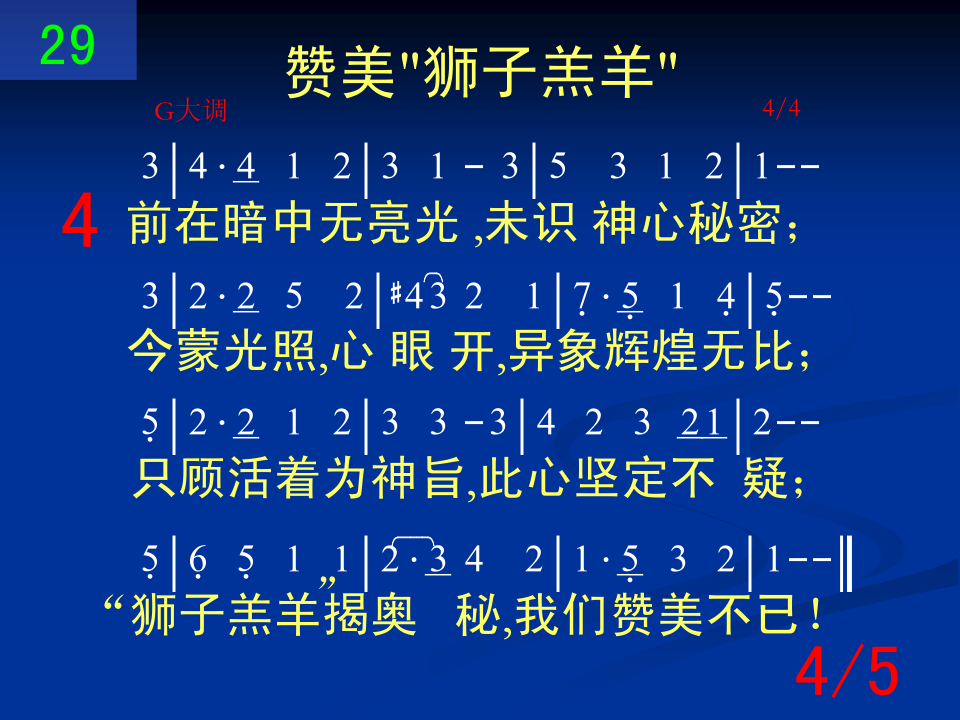 29
赞美"狮子羔羊"
G大调 4/4
3|4·4 1 2|3 1 - 3|5 3 1 2|1--
4
前在暗中无亮光,未识 神心秘密;
3|2·2 5 2|#43 2 1|7̣·5̣ 1 4̣|5̣--
今蒙光照,心 眼 开,异象辉煌无比;
5̣|2·2 1 2|3 3 -3|4 2 3 21|2--
只顾活着为神旨,此心坚定不 疑;
5̣|6̣ 5̣ 1 1|2·3 4 2|1·5̣ 3 2|1--‖
“狮子羔羊”揭奥 秘,我们赞美不已!
4/5